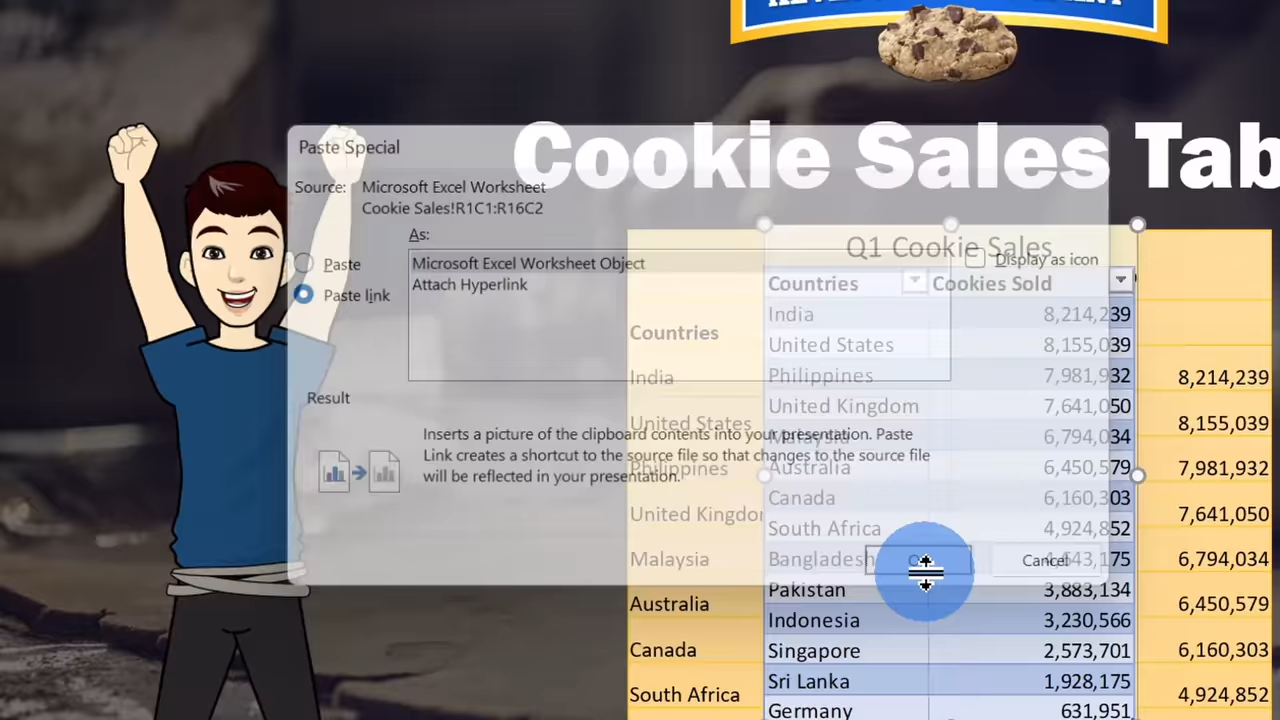 Cookie Sales Tab
Paste Special
Source: Microsoft Excel Worksheet
Cookie Sales!R1C1:R16C2
As:
Paste
Paste link
Microsoft Excel Worksheet Object
Attach Hyperlink
Display as icon
Result
Inserts a picture of the clipboard contents into your presentation. Paste
Link creates a shortcut to the source file so that changes to the source file
will be reflected in your presentation.
Cancel
Q1 Cookie Sales
Countries Cookies Sold
India 8,214,239
United States 8,155,039
Philippines 7,981,932
United Kingdom 7,641,050
Malaysia 6,794,034
Australia 6,450,579
Canada 6,160,303
South Africa 4,924,852
Bangladesh 4,643,175
Pakistan 3,883,134
Indonesia 3,230,566
Singapore 2,573,701
Sri Lanka 1,928,175
Germany 631,951
Countries
India 8,214,239
United States 8,155,039
Philippines 7,981,932
United Kingdo 7,641,050
Malaysia 6,794,034
Australia 6,450,579
Canada 6,160,303
South Africa 4,924,852